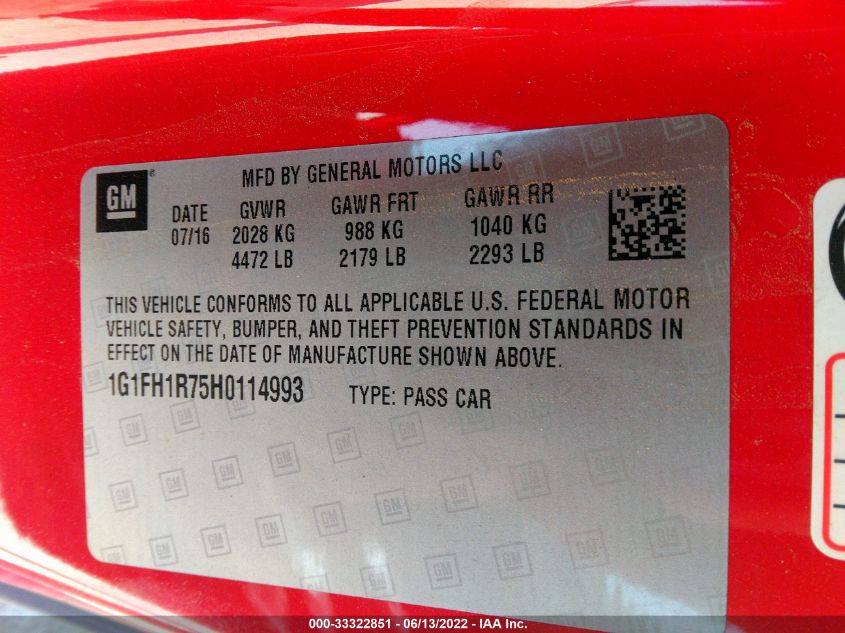 GM ®
MFD BY GENERAL MOTORS LLC
DATE GVWR GAWR FRT GAWR RR
07/16 2028 KG 988 KG 1040 KG
4472 LB 2179 LB 2293 LB
THIS VEHICLE CONFORMS TO ALL APPLICABLE U.S. FEDERAL MOTOR
VEHICLE SAFETY, BUMPER, AND THEFT PREVENTION STANDARDS IN
EFFECT ON THE DATE OF MANUFACTURE SHOWN ABOVE.
1G1FH1R75H0114993 TYPE: PASS CAR
000-33322851 - 06/13/2022 - IAA Inc.